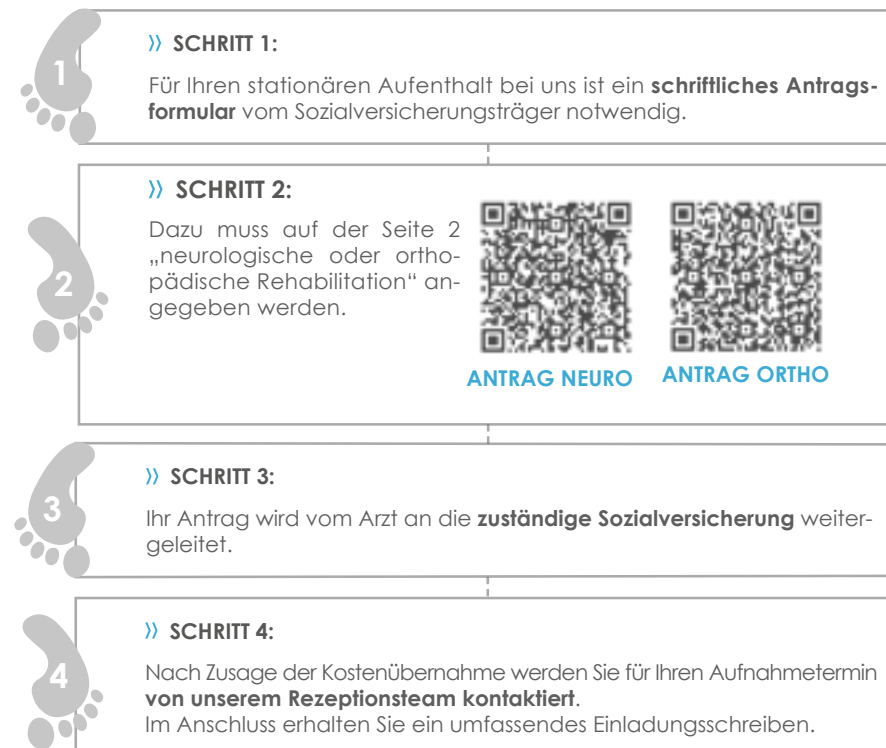 1
» SCHRITT 1:
Für Ihren stationären Aufenthalt bei uns ist ein schriftliches Antrags-
formular vom Sozialversicherungsträger notwendig.
2
» SCHRITT 2:
Dazu muss auf der Seite 2
„neurologische oder ortho-
pädische Rehabilitation“ an-
gegeben werden.
ANTRAG NEURO
ANTRAG ORTHO
3
» SCHRITT 3:
Ihr Antrag wird vom Arzt an die zuständige Sozialversicherung weiter-
geleitet.
4
» SCHRITT 4:
Nach Zusage der Kostenübernahme werden Sie für Ihren Aufnahmetermin
von unserem Rezeptionsteam kontaktiert.
Im Anschluss erhalten Sie ein umfassendes Einladungsschreiben.